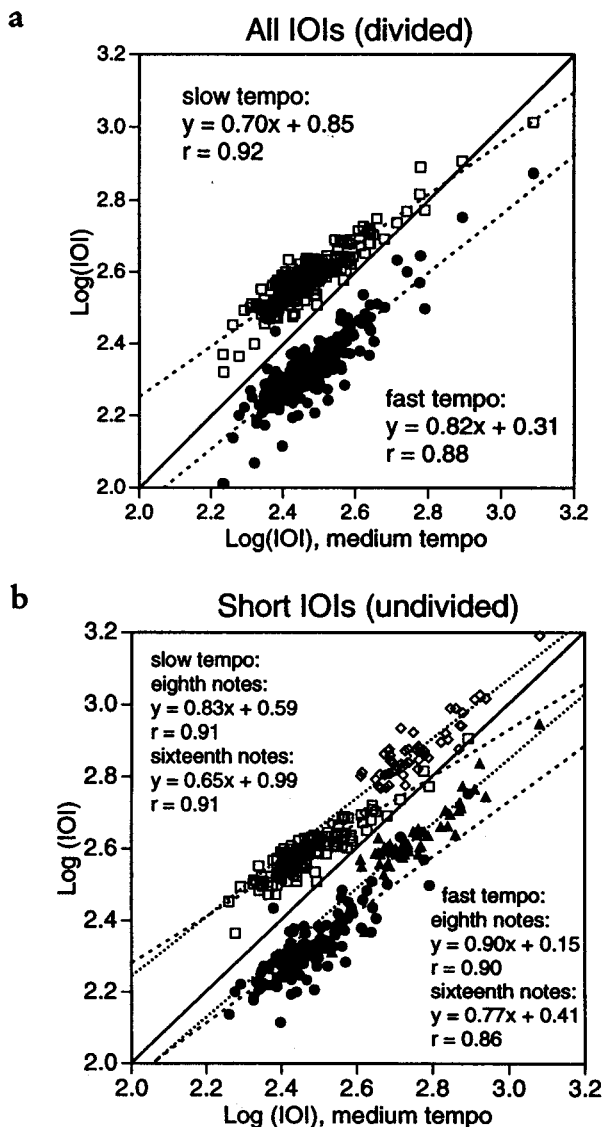 a
All IOIs (divided)
3.2
3.0
2.8
2.6
2.4
2.2
2.0
Log(IOI)
slow tempo:
y = 0.70x + 0.85
r = 0.92
fast tempo:
y = 0.82x + 0.31
r = 0.88
2.0 2.2 2.4 2.6 2.8 3.0 3.2
Log(IOI), medium tempo
b
Short IOIs (undivided)
3.2
3.0
2.8
2.6
2.4
2.2
2.0
Log (IOI)
slow tempo:
eighth notes:
y = 0.83x + 0.59
r = 0.91
sixteenth notes:
y = 0.65x + 0.99
r = 0.91
fast tempo:
eighth notes:
y = 0.90x + 0.15
r = 0.90
sixteenth notes:
y = 0.77x + 0.41
r = 0.86
2.0 2.2 2.4 2.6 2.8 3.0 3.2
Log (IOI), medium tempo